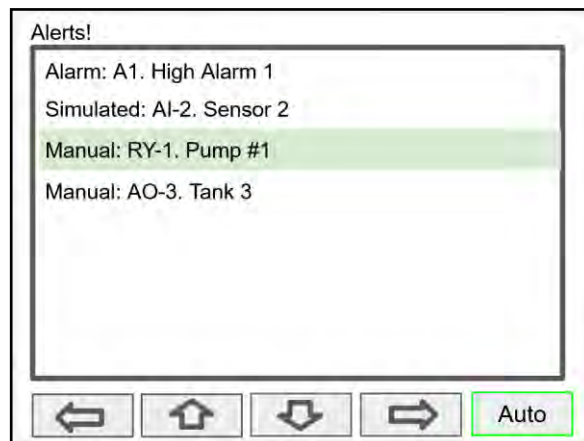 Alerts!
Alarm: A1. High Alarm 1
Simulated: AI-2. Sensor 2
Manual: RY-1. Pump #1
Manual: AO-3. Tank 3
Auto